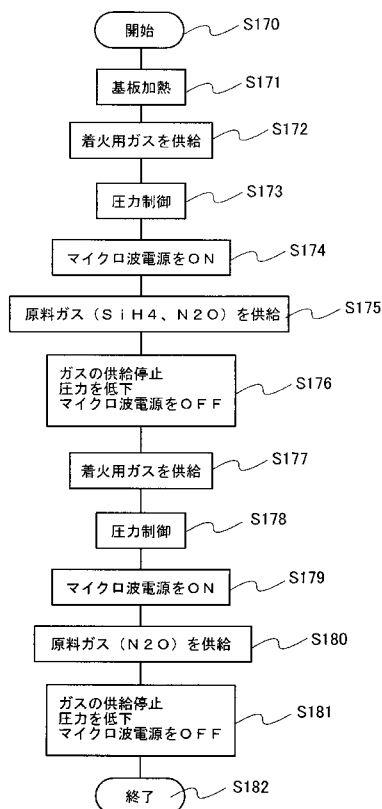 開始 S170
基板加熱 S171
着火用ガスを供給 S172
圧力制御 S173
マイクロ波電源をON S174
原料ガス(SiH4、N2O)を供給 S175
ガスの供給停止
圧力を低下
マイクロ波電源をOFF
S176
着火用ガスを供給 S177
圧力制御 S178
マイクロ波電源をON S179
原料ガス(N2O)を供給 S180
ガスの供給停止
圧力を低下
マイクロ波電源をOFF
S181
終了 S182